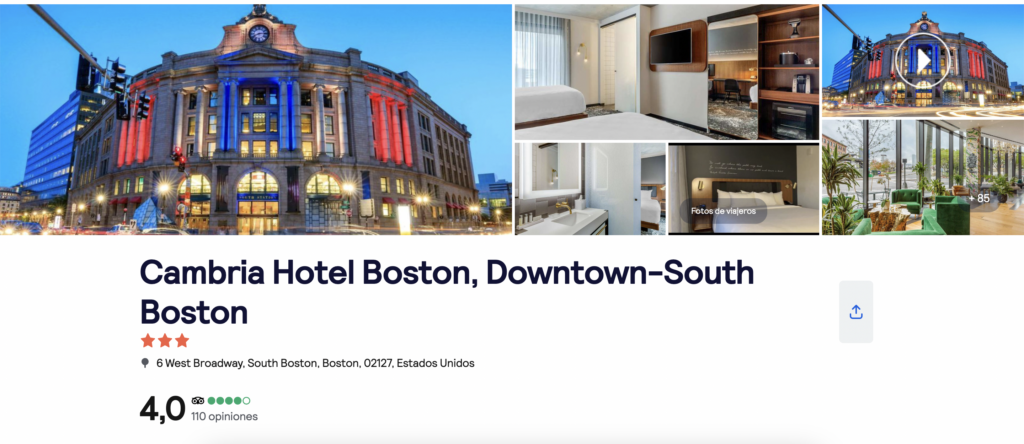 Fotos de viajeros
+ 85
Cambria Hotel Boston, Downtown-South
Boston
6 West Broadway, South Boston, Boston, 02127, Estados Unidos
4,0
110 opiniones